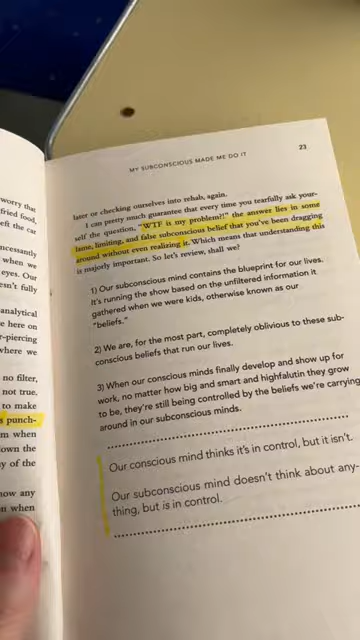 worry that
fried food,
eft the cat
ncessantly
when we
eyes. Our
esn't fully
analytical
e here on
r-piercing
where we
no filter,
not true,
to make
s punch-
m when
down the
y of the
now any
n when
MY SUBCONSCIOUS MADE ME DO IT
23
later or checking ourselves into rehab, again.
I can pretty much guarantee that every time you tearfully ask your-
self the question, "WTF is my problem?!" the answer lies in some
lame, limiting, and false subconscious belief that you've been dragging
around without even realizing it. Which means that understanding this
is majorly important. So let's review, shall we?
1) Our subconscious mind contains the blueprint for our lives.
It's running the show based on the unfiltered information it
gathered when we were kids, otherwise known as our
"beliefs."
2) We are, for the most part, completely oblivious to these sub-
conscious beliefs that run our lives.
3) When our conscious minds finally develop and show up for
work, no matter how big and smart and highfalutin they grow
to be, they're still being controlled by the beliefs we're carrying
around in our subconscious minds.
Our conscious mind thinks it's in control, but it isn't.
Our subconscious mind doesn't think about any-
thing, but is in control.